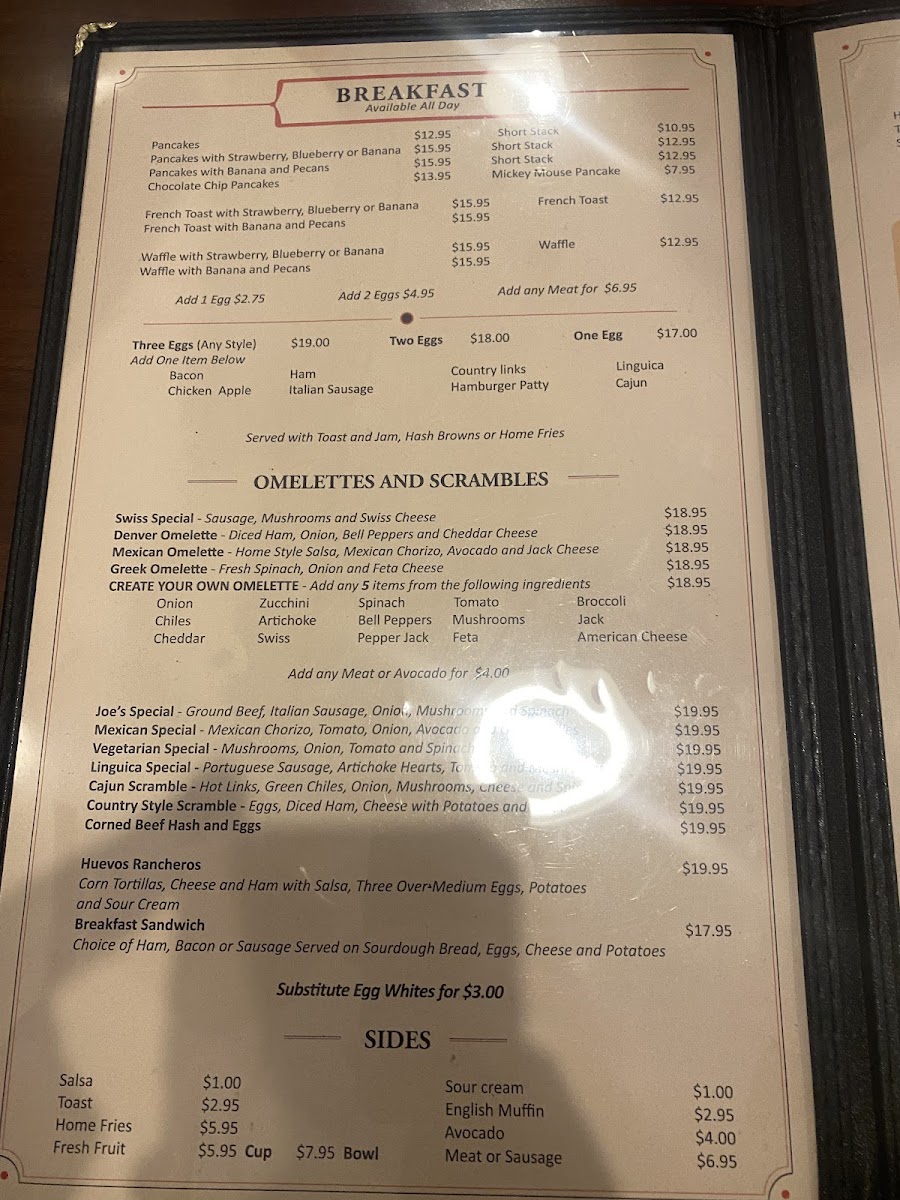 BREAKFAST
Available All Day
Pancakes $12.95 Short Stack $10.95
Pancakes with Strawberry, Blueberry or Banana $15.95 Short Stack $12.95
Pancakes with Banana and Pecans $15.95 Short Stack $12.95
Chocolate Chip Pancakes $13.95 Mickey Mouse Pancake $7.95
French Toast with Strawberry, Blueberry or Banana $15.95 French Toast $12.95
French Toast with Banana and Pecans $15.95
Waffle with Strawberry, Blueberry or Banana $15.95 Waffle $12.95
Waffle with Banana and Pecans $15.95
Add 1 Egg $2.75 Add 2 Eggs $4.95 Add any Meat for $6.95
Three Eggs (Any Style) $19.00 Two Eggs $18.00 One Egg $17.00
Add One Item Below
Bacon Ham Country links Linguica
Chicken Apple Italian Sausage Hamburger Patty Cajun
Served with Toast and Jam, Hash Browns or Home Fries
OMELETTES AND SCRAMBLES
Swiss Special - Sausage, Mushrooms and Swiss Cheese $18.95
Denver Omelette - Diced Ham, Onion, Bell Peppers and Cheddar Cheese $18.95
Mexican Omelette - Home Style Salsa, Mexican Chorizo, Avocado and Jack Cheese $18.95
Greek Omelette - Fresh Spinach, Onion and Feta Cheese $18.95
CREATE YOUR OWN OMELETTE - Add any 5 items from the following ingredients $18.95
Onion Zucchini Spinach Tomato Broccoli
Chiles Artichoke Bell Peppers Mushrooms Jack
Cheddar Swiss Pepper Jack Feta American Cheese
Add any Meat or Avocado for $4.00
Joe's Special - Ground Beef, Italian Sausage, Onion, Mushrooms and Spinach $19.95
Mexican Special - Mexican Chorizo, Tomato, Onion, Avocado $19.95
Vegetarian Special - Mushrooms, Onion, Tomato and Spinach $19.95
Linguica Special - Portuguese Sausage, Artichoke Hearts, and $19.95
Cajun Scramble - Hot Links, Green Chiles, Onion, Mushrooms, Cheese and $19.95
Country Style Scramble - Eggs, Diced Ham, Cheese with Potatoes and $19.95
Corned Beef Hash and Eggs $19.95
Huevos Rancheros $19.95
Corn Tortillas, Cheese and Ham with Salsa, Three Over-Medium Eggs, Potatoes
and Sour Cream
Breakfast Sandwich $17.95
Choice of Ham, Bacon or Sausage Served on Sourdough Bread, Eggs, Cheese and Potatoes
Substitute Egg Whites for $3.00
SIDES
Salsa $1.00 Sour cream $1.00
Toast $2.95 English Muffin $2.95
Home Fries $5.95 Avocado $4.00
Fresh Fruit $5.95 Cup $7.95 Bowl Meat or Sausage $6.95